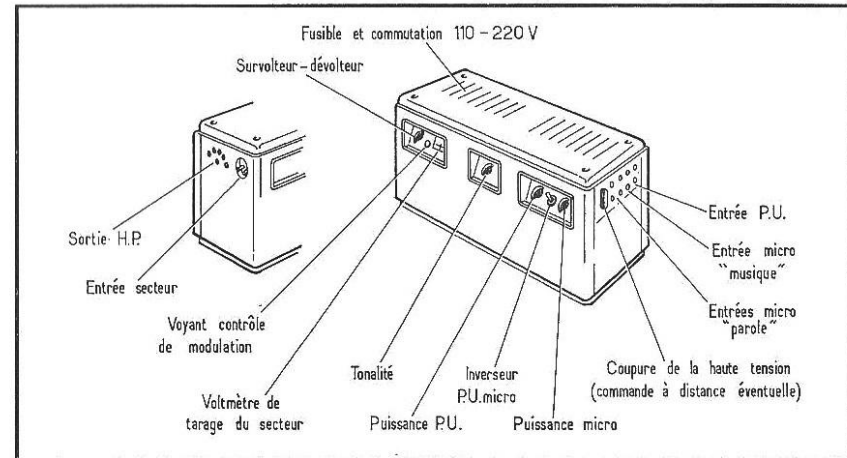 Fusible et commutation 110 - 220 V
Survolteur-dévolteur
Sortie H.P.
Entrée secteur
Voyant contrôle
de modulation
Voltmètre de
tarage du secteur
Tonalité
Puissance P.U.
Inverseur
P.U.micro
Puissance micro
Entrée P.U.
Entrée micro
"musique"
Entrées micro
"parole"
Coupure de la haute tension
(commande à distance éventuelle)